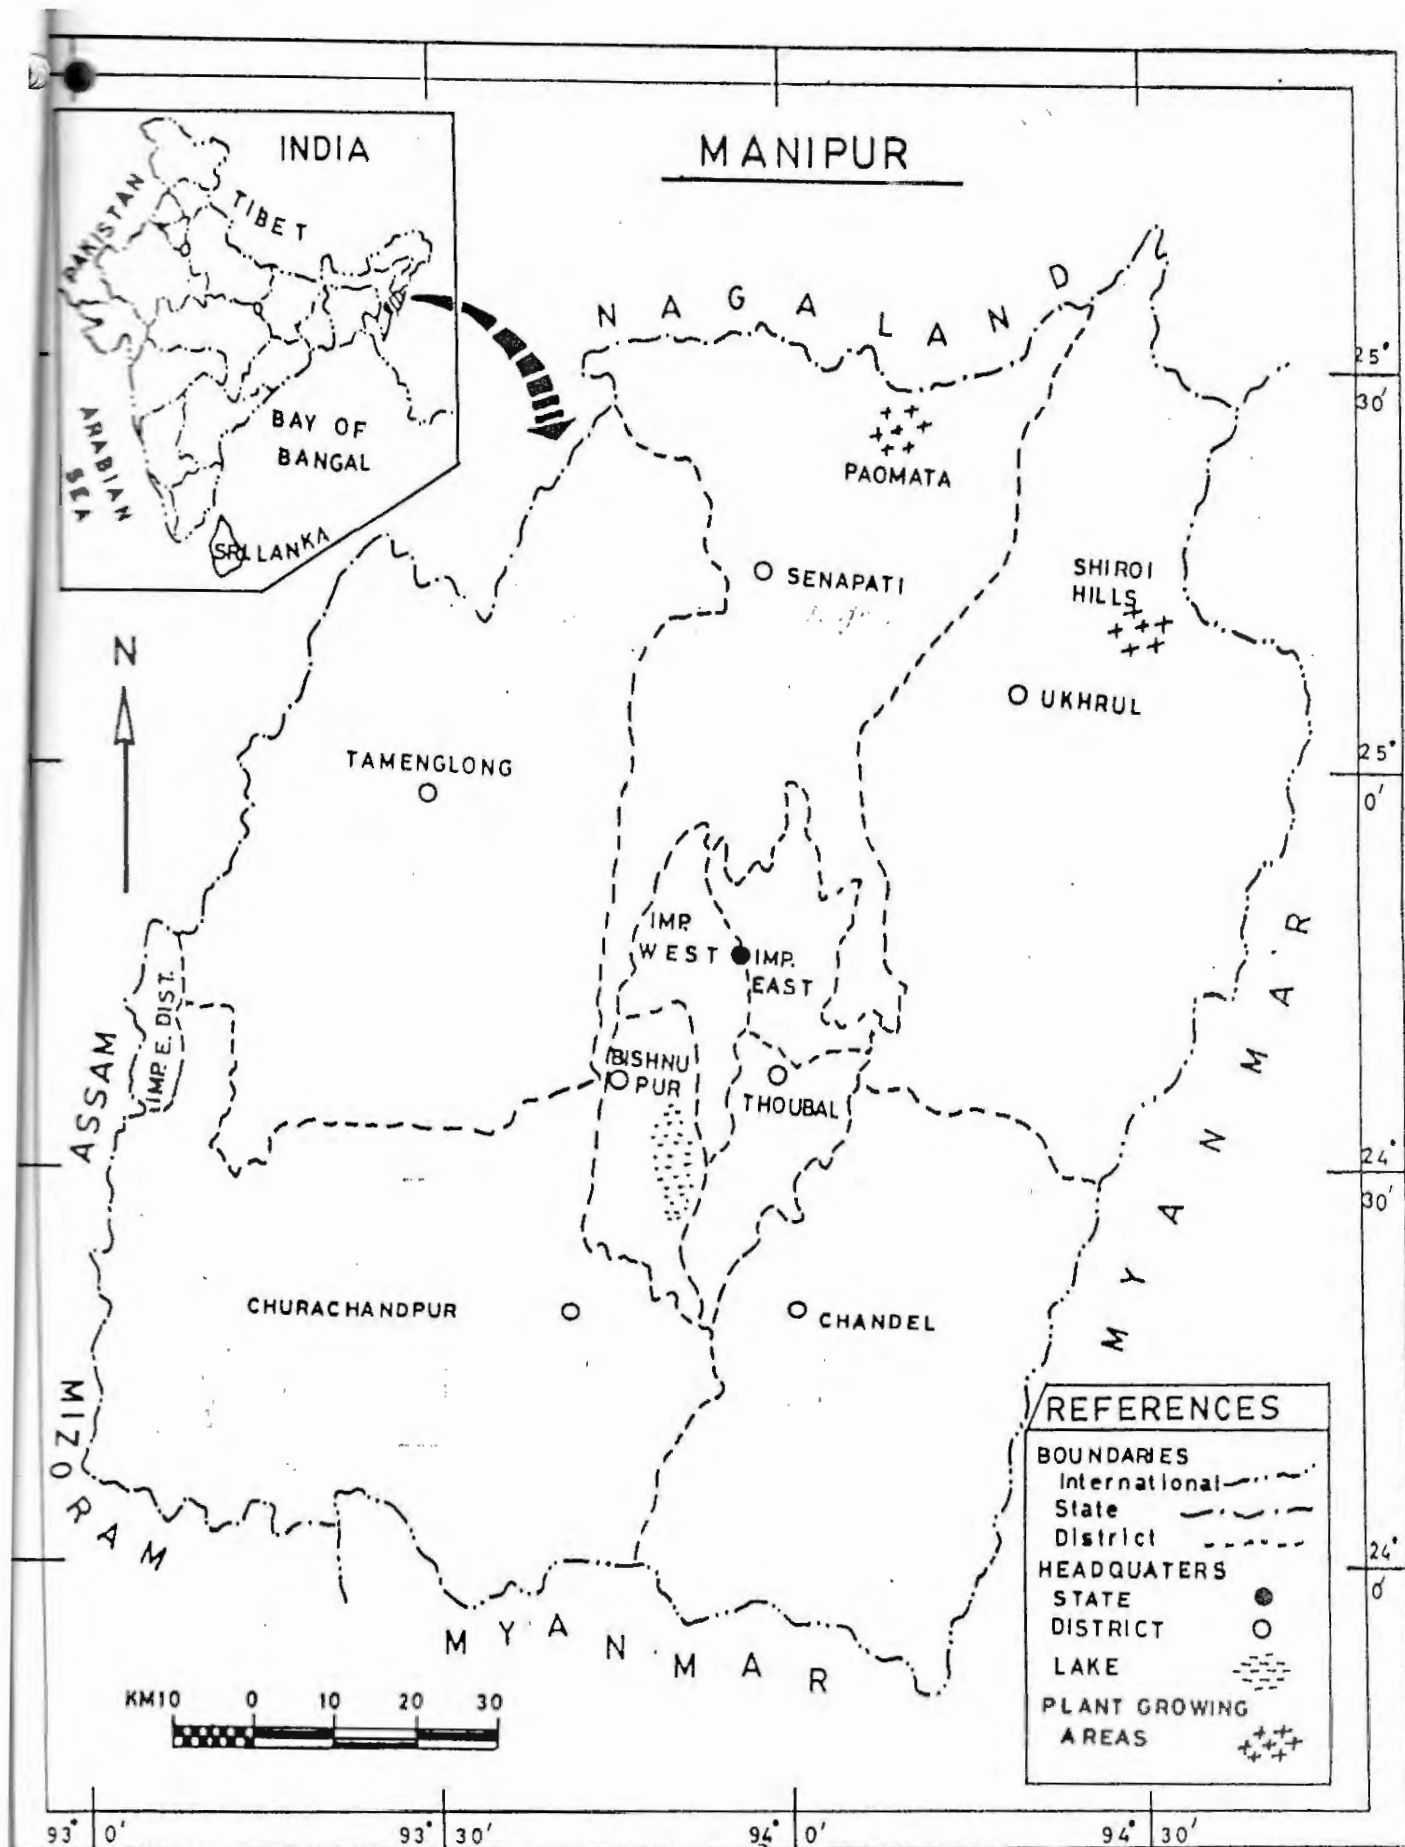 MANIPUR
INDIA
PAKISTAN
TIBET
ARABIAN
SEA
BAY OF
BANGAL
SRI LANKA
NAGALAND
25°
30'
PAOMATA
SENAPATI
SHIROI
HILLS
UKHRUL
N
TAMENGLONG
25°
0'
IMP.
WEST
IMP.
EAST
IMP. E. DIST.
ASSAM
BISHNU
PUR
THOUBAL
MYANMAR
24°
30'
CHURACHANDPUR
CHANDEL
MIZORAM
MYANMAR
REFERENCES
BOUNDARIES
International
State
District
HEADQUATERS
STATE
DISTRICT
LAKE
PLANT GROWING
AREAS
24°
0'
KM10 0 10 20 30
93° 0' 93° 30' 94° 0' 94° 30'